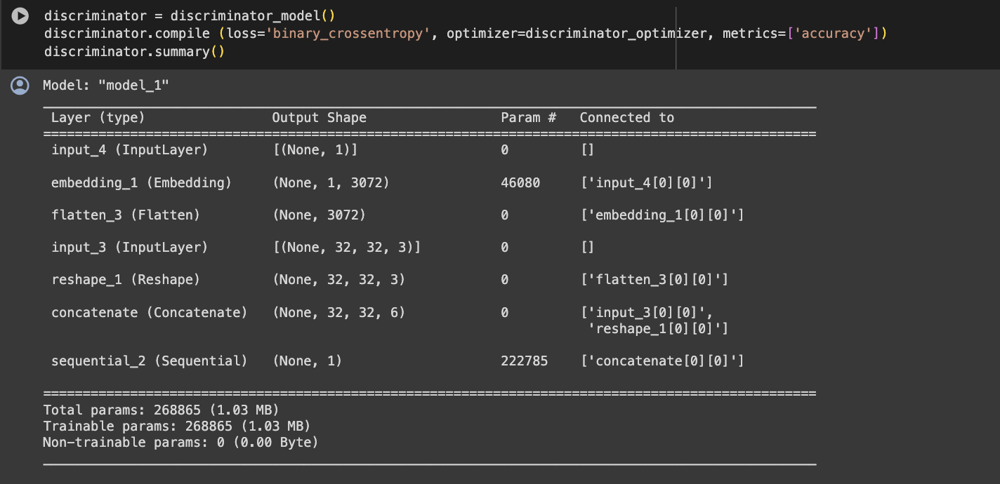 discriminator = discriminator_model()
discriminator.compile (loss='binary_crossentropy', optimizer=discriminator_optimizer, metrics=['accuracy'])
discriminator.summary()
Model: "model_1"
Layer (type) Output Shape Param # Connected to
input_4 (InputLayer) [(None, 1)] 0 []
embedding_1 (Embedding) (None, 1, 3072) 46080 ['input_4[0][0]']
flatten_3 (Flatten) (None, 3072) 0 ['embedding_1[0][0]']
input_3 (InputLayer) [(None, 32, 32, 3)] 0 []
reshape_1 (Reshape) (None, 32, 32, 3) 0 ['flatten_3[0][0]']
concatenate (Concatenate) (None, 32, 32, 6) 0 ['input_3[0][0]',
'reshape_1[0][0]']
sequential_2 (Sequential) (None, 1) 222785 ['concatenate[0][0]']
Total params: 268865 (1.03 MB)
Trainable params: 268865 (1.03 MB)
Non-trainable params: 0 (0.00 Byte)